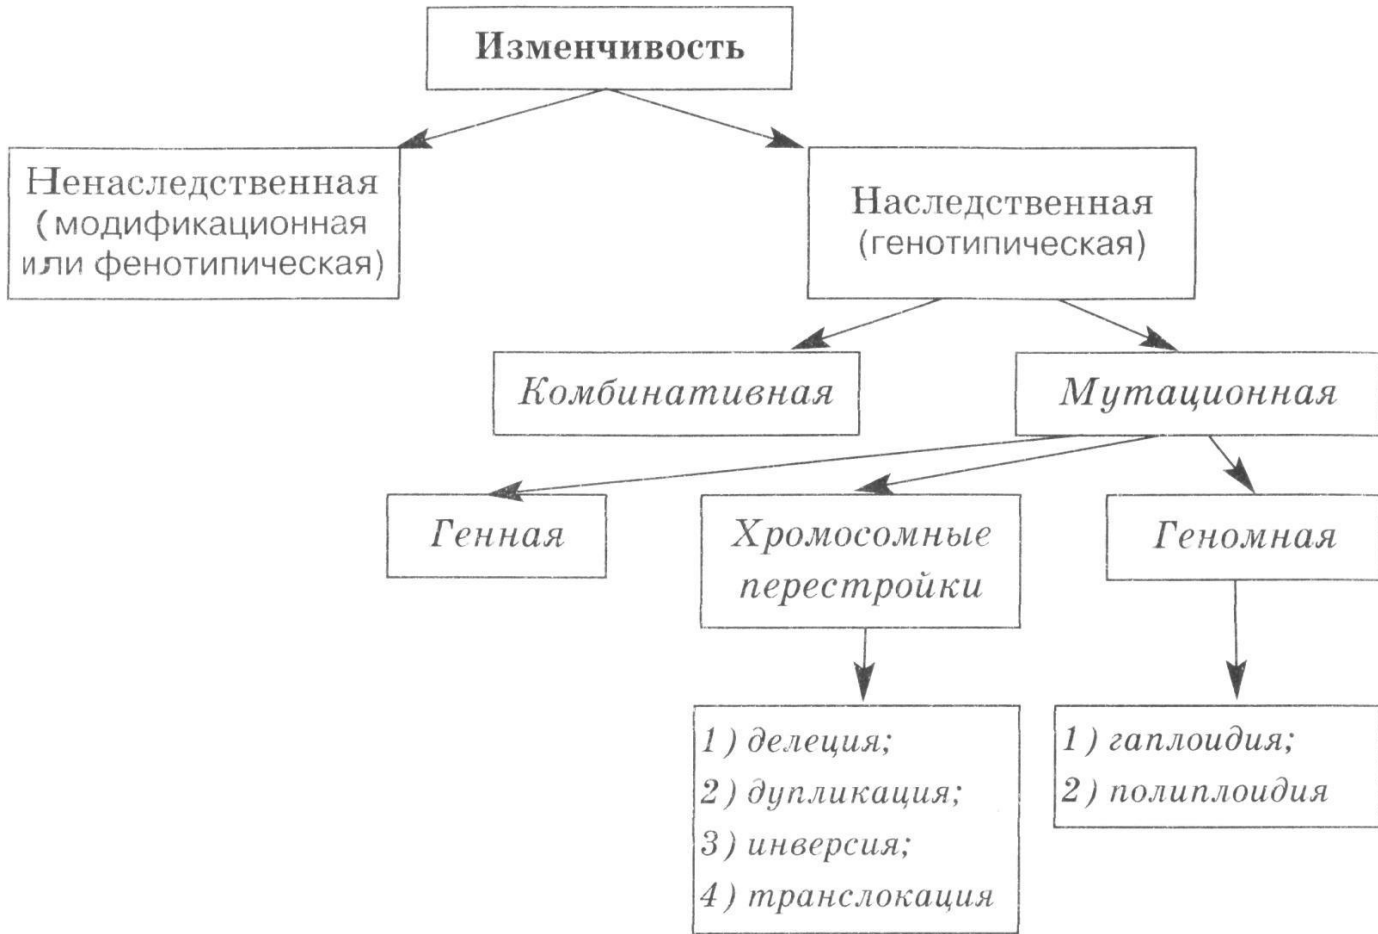 Изменчивость
Ненаследственная
(модификационная
или фенотипическая)
Наследственная
(генотипическая)
Комбинативная
Мутационная
Генная
Хромосомные
перестройки
Геномная
1) делеция;
2) дупликация;
3) инверсия;
4) транслокация
1) гаплоидия;
2) полиплоидия